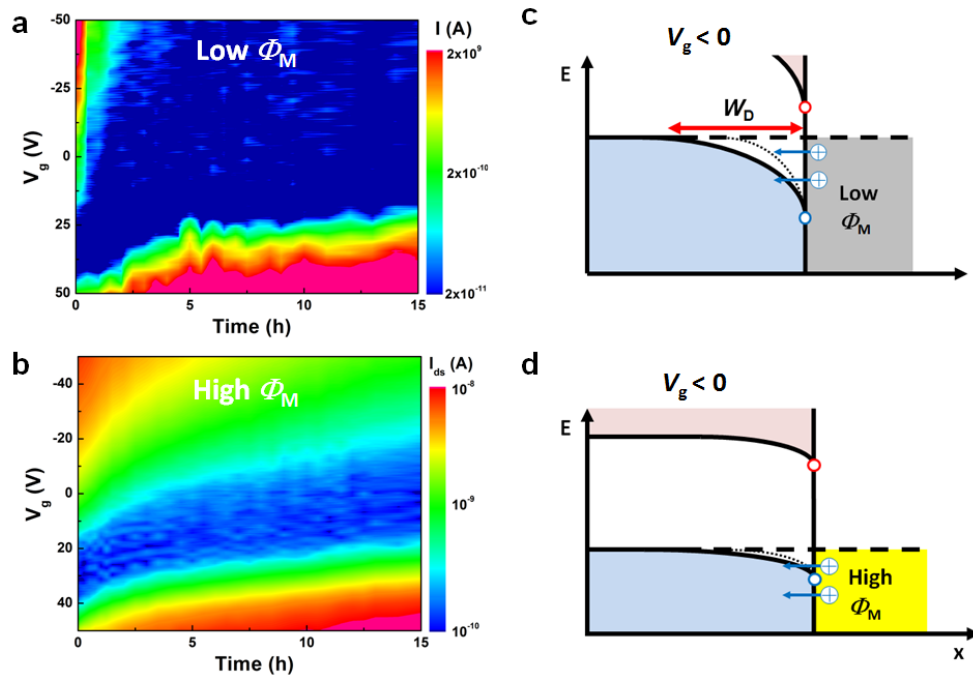 a
I (A)
Low ΦM
-50
-25
0
25
50
Vg (V)
0
5
10
15
Time (h)
2x10⁹
2x10⁻¹⁰
2x10⁻¹¹
b
Ids (A)
High ΦM
-40
-20
0
20
40
Vg (V)
0
5
10
15
Time (h)
10⁻⁸
10⁻⁹
10⁻¹⁰
c
Vg < 0
E
WD
Low
ΦM
d
Vg < 0
E
High
ΦM
x